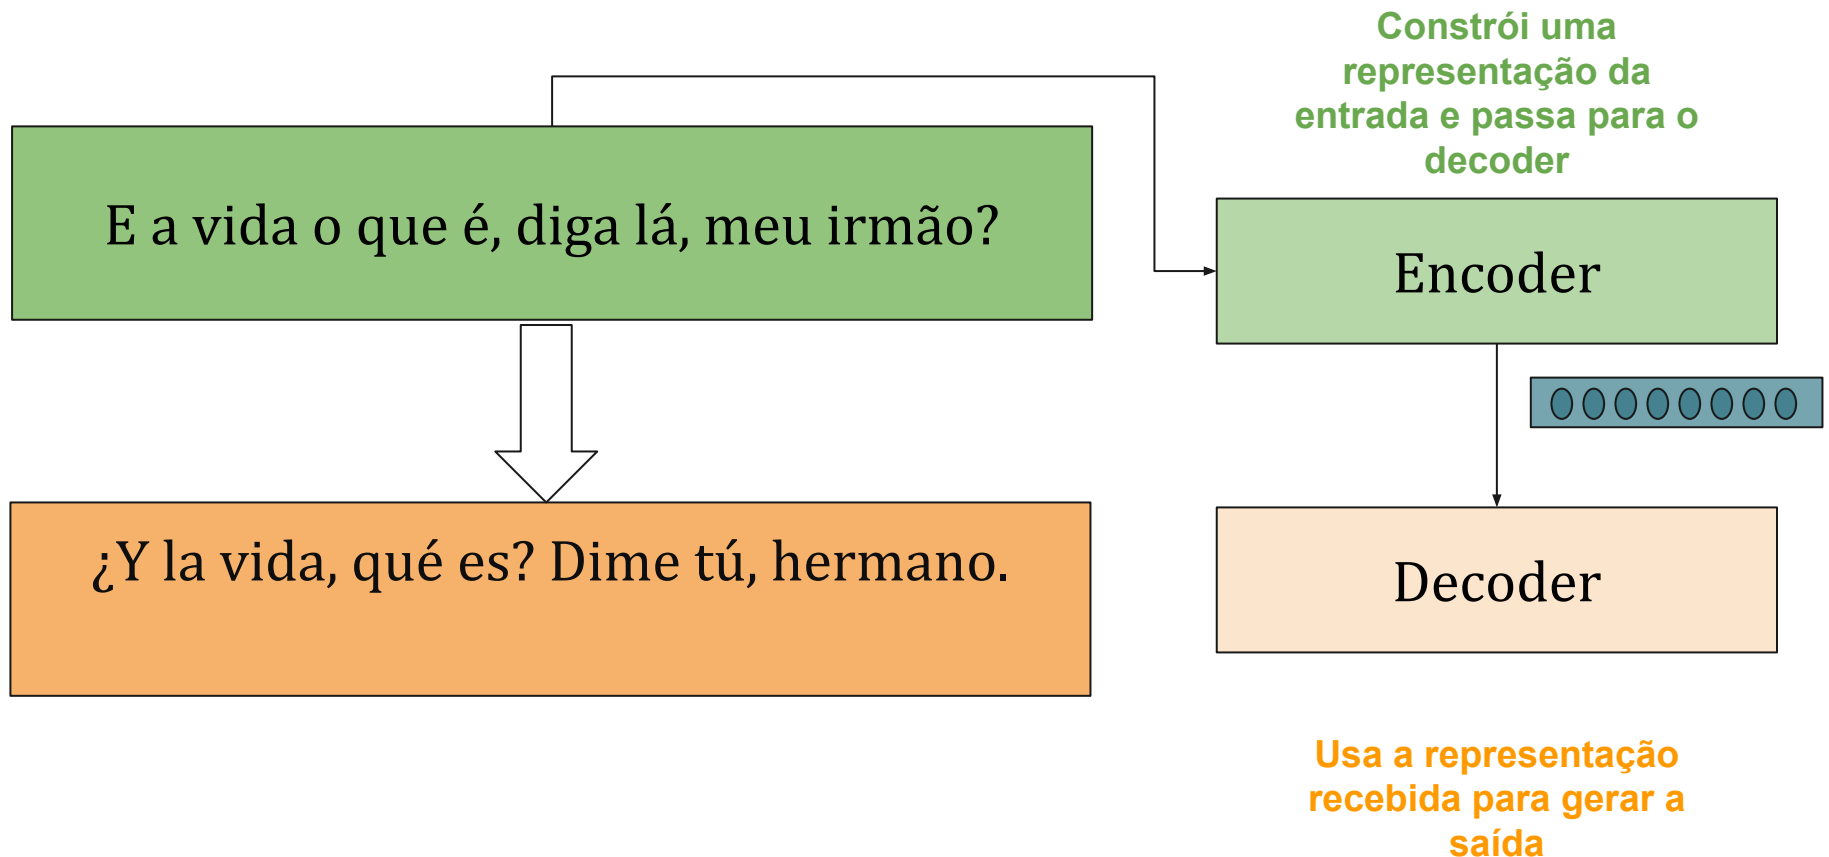 Constrói uma
representação da
entrada e passa para o
decoder
E a vida o que é, diga lá, meu irmão?
Encoder
¿Y la vida, qué es? Dime tú, hermano.
Decoder
Usa a representação
recebida para gerar a
saída